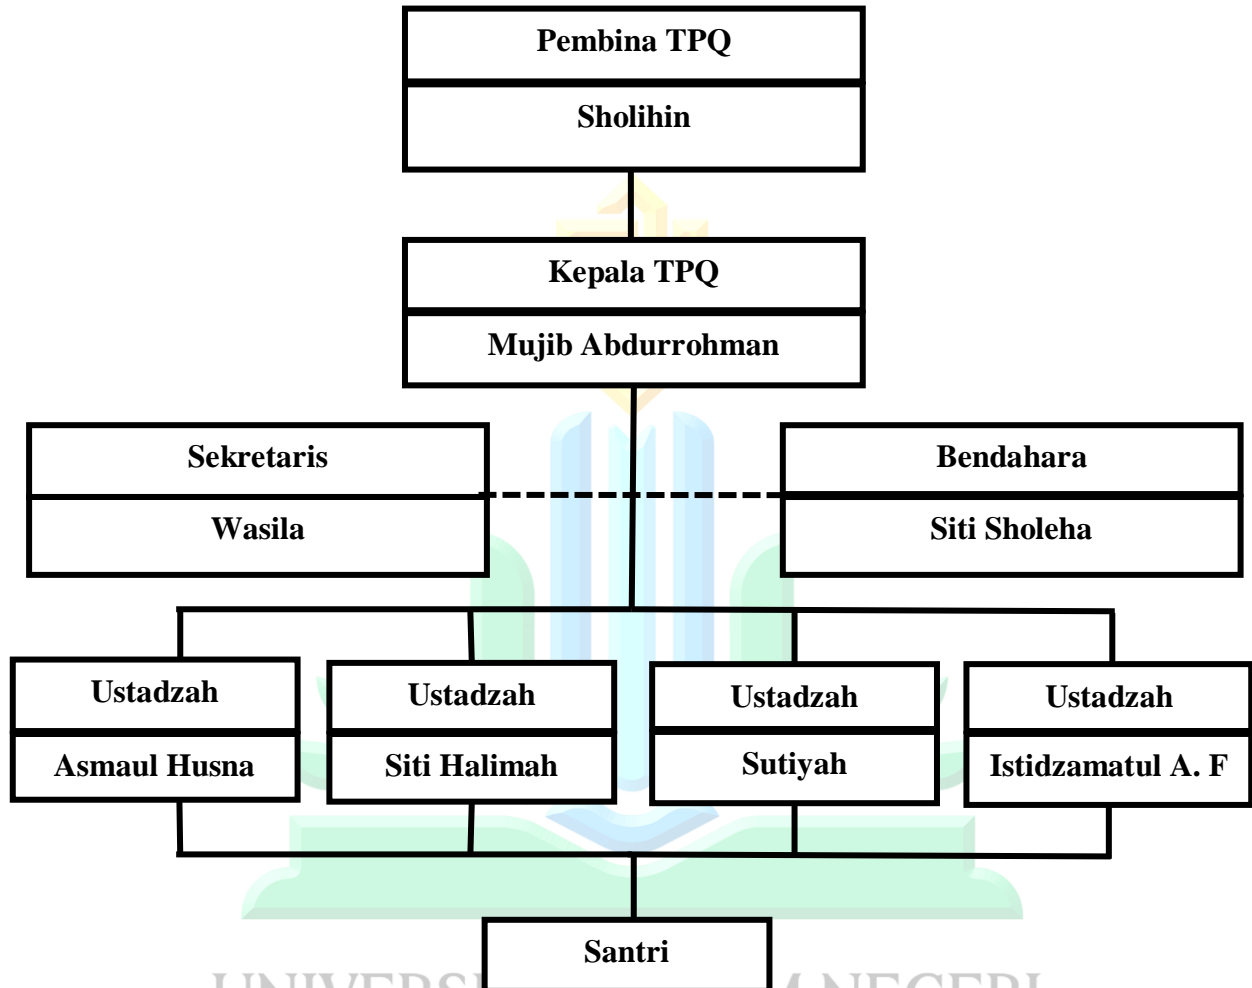 Pembina TPQ
Sholihin
Kepala TPQ
Mujib Abdurrohman
Sekretaris
Wasila
Bendahara
Siti Sholeha
Ustadzah
Asmaul Husna
Ustadzah
Siti Halimah
Ustadzah
Sutiyah
Ustadzah
Istidzamatul A. F
Santri
NEGERI